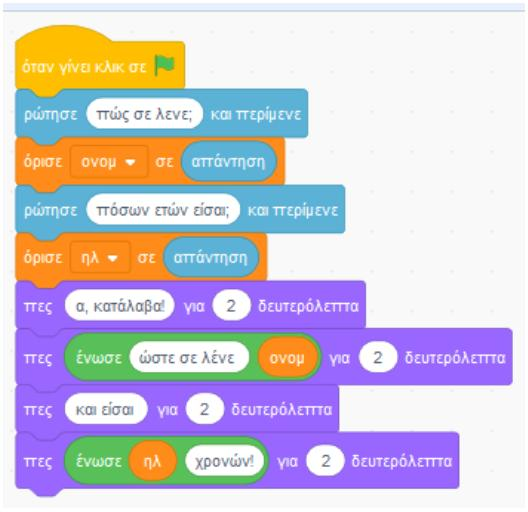 όταν γίνει κλικ σε
ρώτησε πώς σε λενε; και περίμενε
όρισε ονομ σε απάντηση
ρώτησε πόσων ετών είσαι; και περίμενε
όρισε ηλ σε απάντηση
πες α, κατάλαβα! για 2 δευτερόλεπτα
πες ένωσε ώστε σε λένε ονομ για 2 δευτερόλεπτα
πες και είσαι για 2 δευτερόλεπτα
πες ένωσε ηλ χρονών! για 2 δευτερόλεπτα